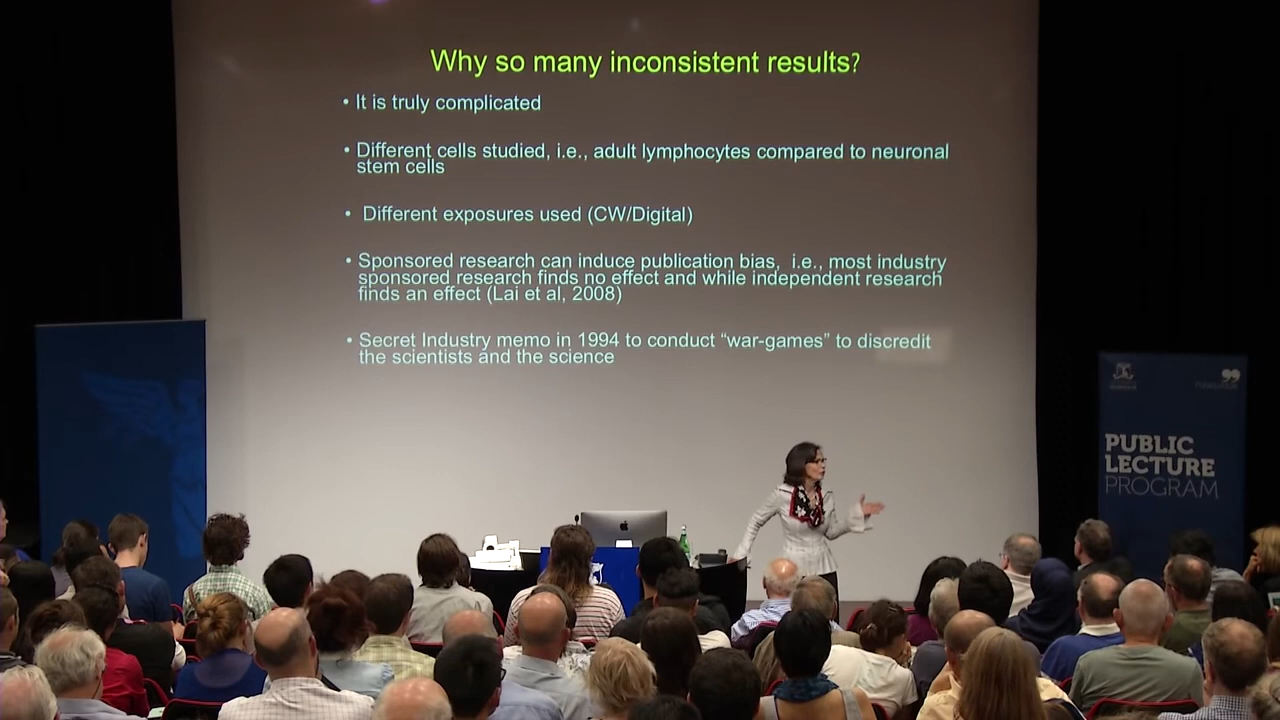 Why so many inconsistent results?
• It is truly complicated
• Different cells studied, i.e., adult lymphocytes compared to neuronal
stem cells
• Different exposures used (CW/Digital)
• Sponsored research can induce publication bias, i.e., most industry
sponsored research finds no effect and while independent research
finds an effect (Lai et al, 2008)
• Secret Industry memo in 1994 to conduct “war-games” to discredit
the scientists and the science
PUBLIC
LECTURE
PROGRAM